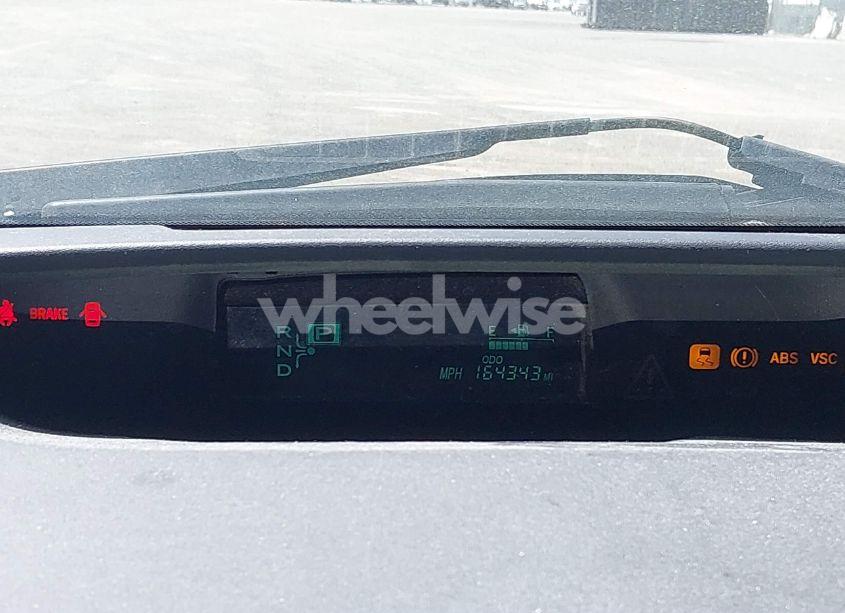 wheelwise
BRAKE
R P
N
D
E F
ODO
MPH 164343 MI
ABS VSC